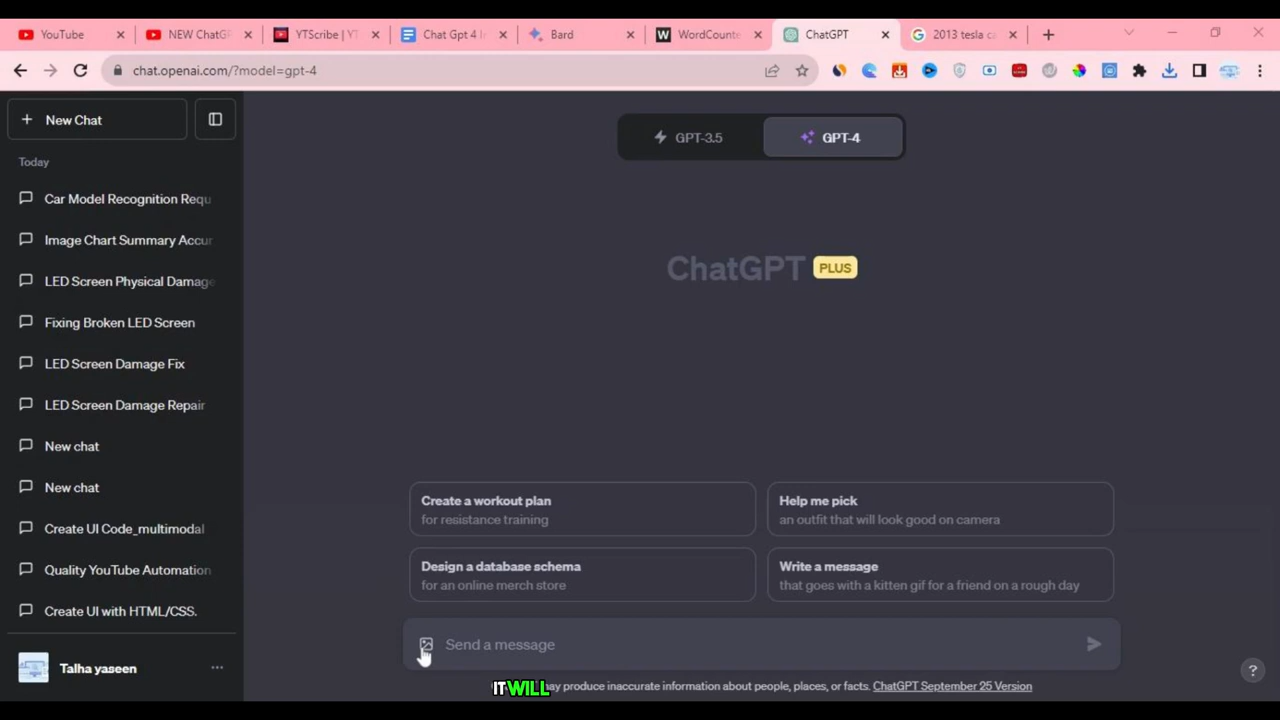 YouTube
NEW ChatGP
YTScribe | YT
Chat Gpt 4 I
Bard
WordCounte
ChatGPT
2013 tesla ca
chat.openai.com/?model=gpt-4
New Chat
Today
Car Model Recognition Requ
Image Chart Summary Accur
LED Screen Physical Damage
Fixing Broken LED Screen
LED Screen Damage Fix
LED Screen Damage Repair
New chat
New chat
Create UI Code_multimodal
Quality YouTube Automation
Create UI with HTML/CSS.
Talha yaseen
GPT-3.5
GPT-4
ChatGPT PLUS
Create a workout plan
for resistance training
Help me pick
an outfit that will look good on camera
Design a database schema
for an online merch store
Write a message
that goes with a kitten gif for a friend on a rough day
Send a message
IT WILL
may produce inaccurate information about people, places, or facts. ChatGPT September 25 Version
?